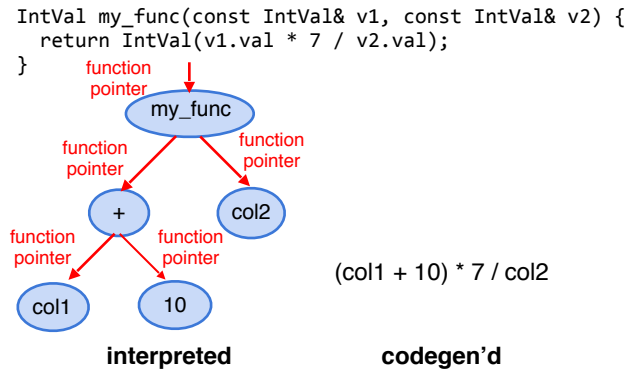 IntVal my_func(const IntVal& v1, const IntVal& v2) {
return IntVal(v1.val * 7 / v2.val);
}
function
pointer
my_func
function
pointer
function
pointer
+
col2
function
pointer
function
pointer
(col1 + 10) * 7 / col2
col1
10
interpreted
codegen'd